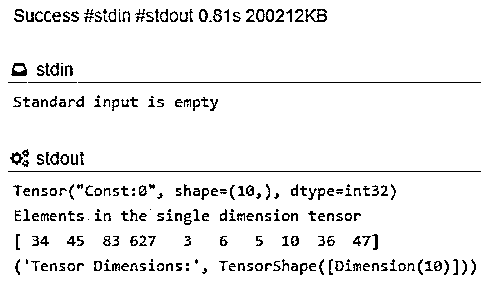 Success #stdin #stdout 0.81s 200212KB
stdin
Standard input is empty
stdout
Tensor("Const:0", shape=(10,), dtype=int32)
Elements in the single dimension tensor
[ 34  45  83 627   3   6   5  10  36  47]
('Tensor Dimensions:', TensorShape([Dimension(10)]))